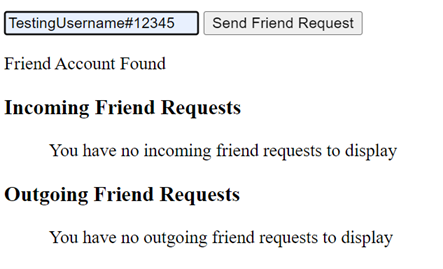 TestingUsername#12345 Send Friend Request
Friend Account Found
Incoming Friend Requests
You have no incoming friend requests to display
Outgoing Friend Requests
You have no outgoing friend requests to display